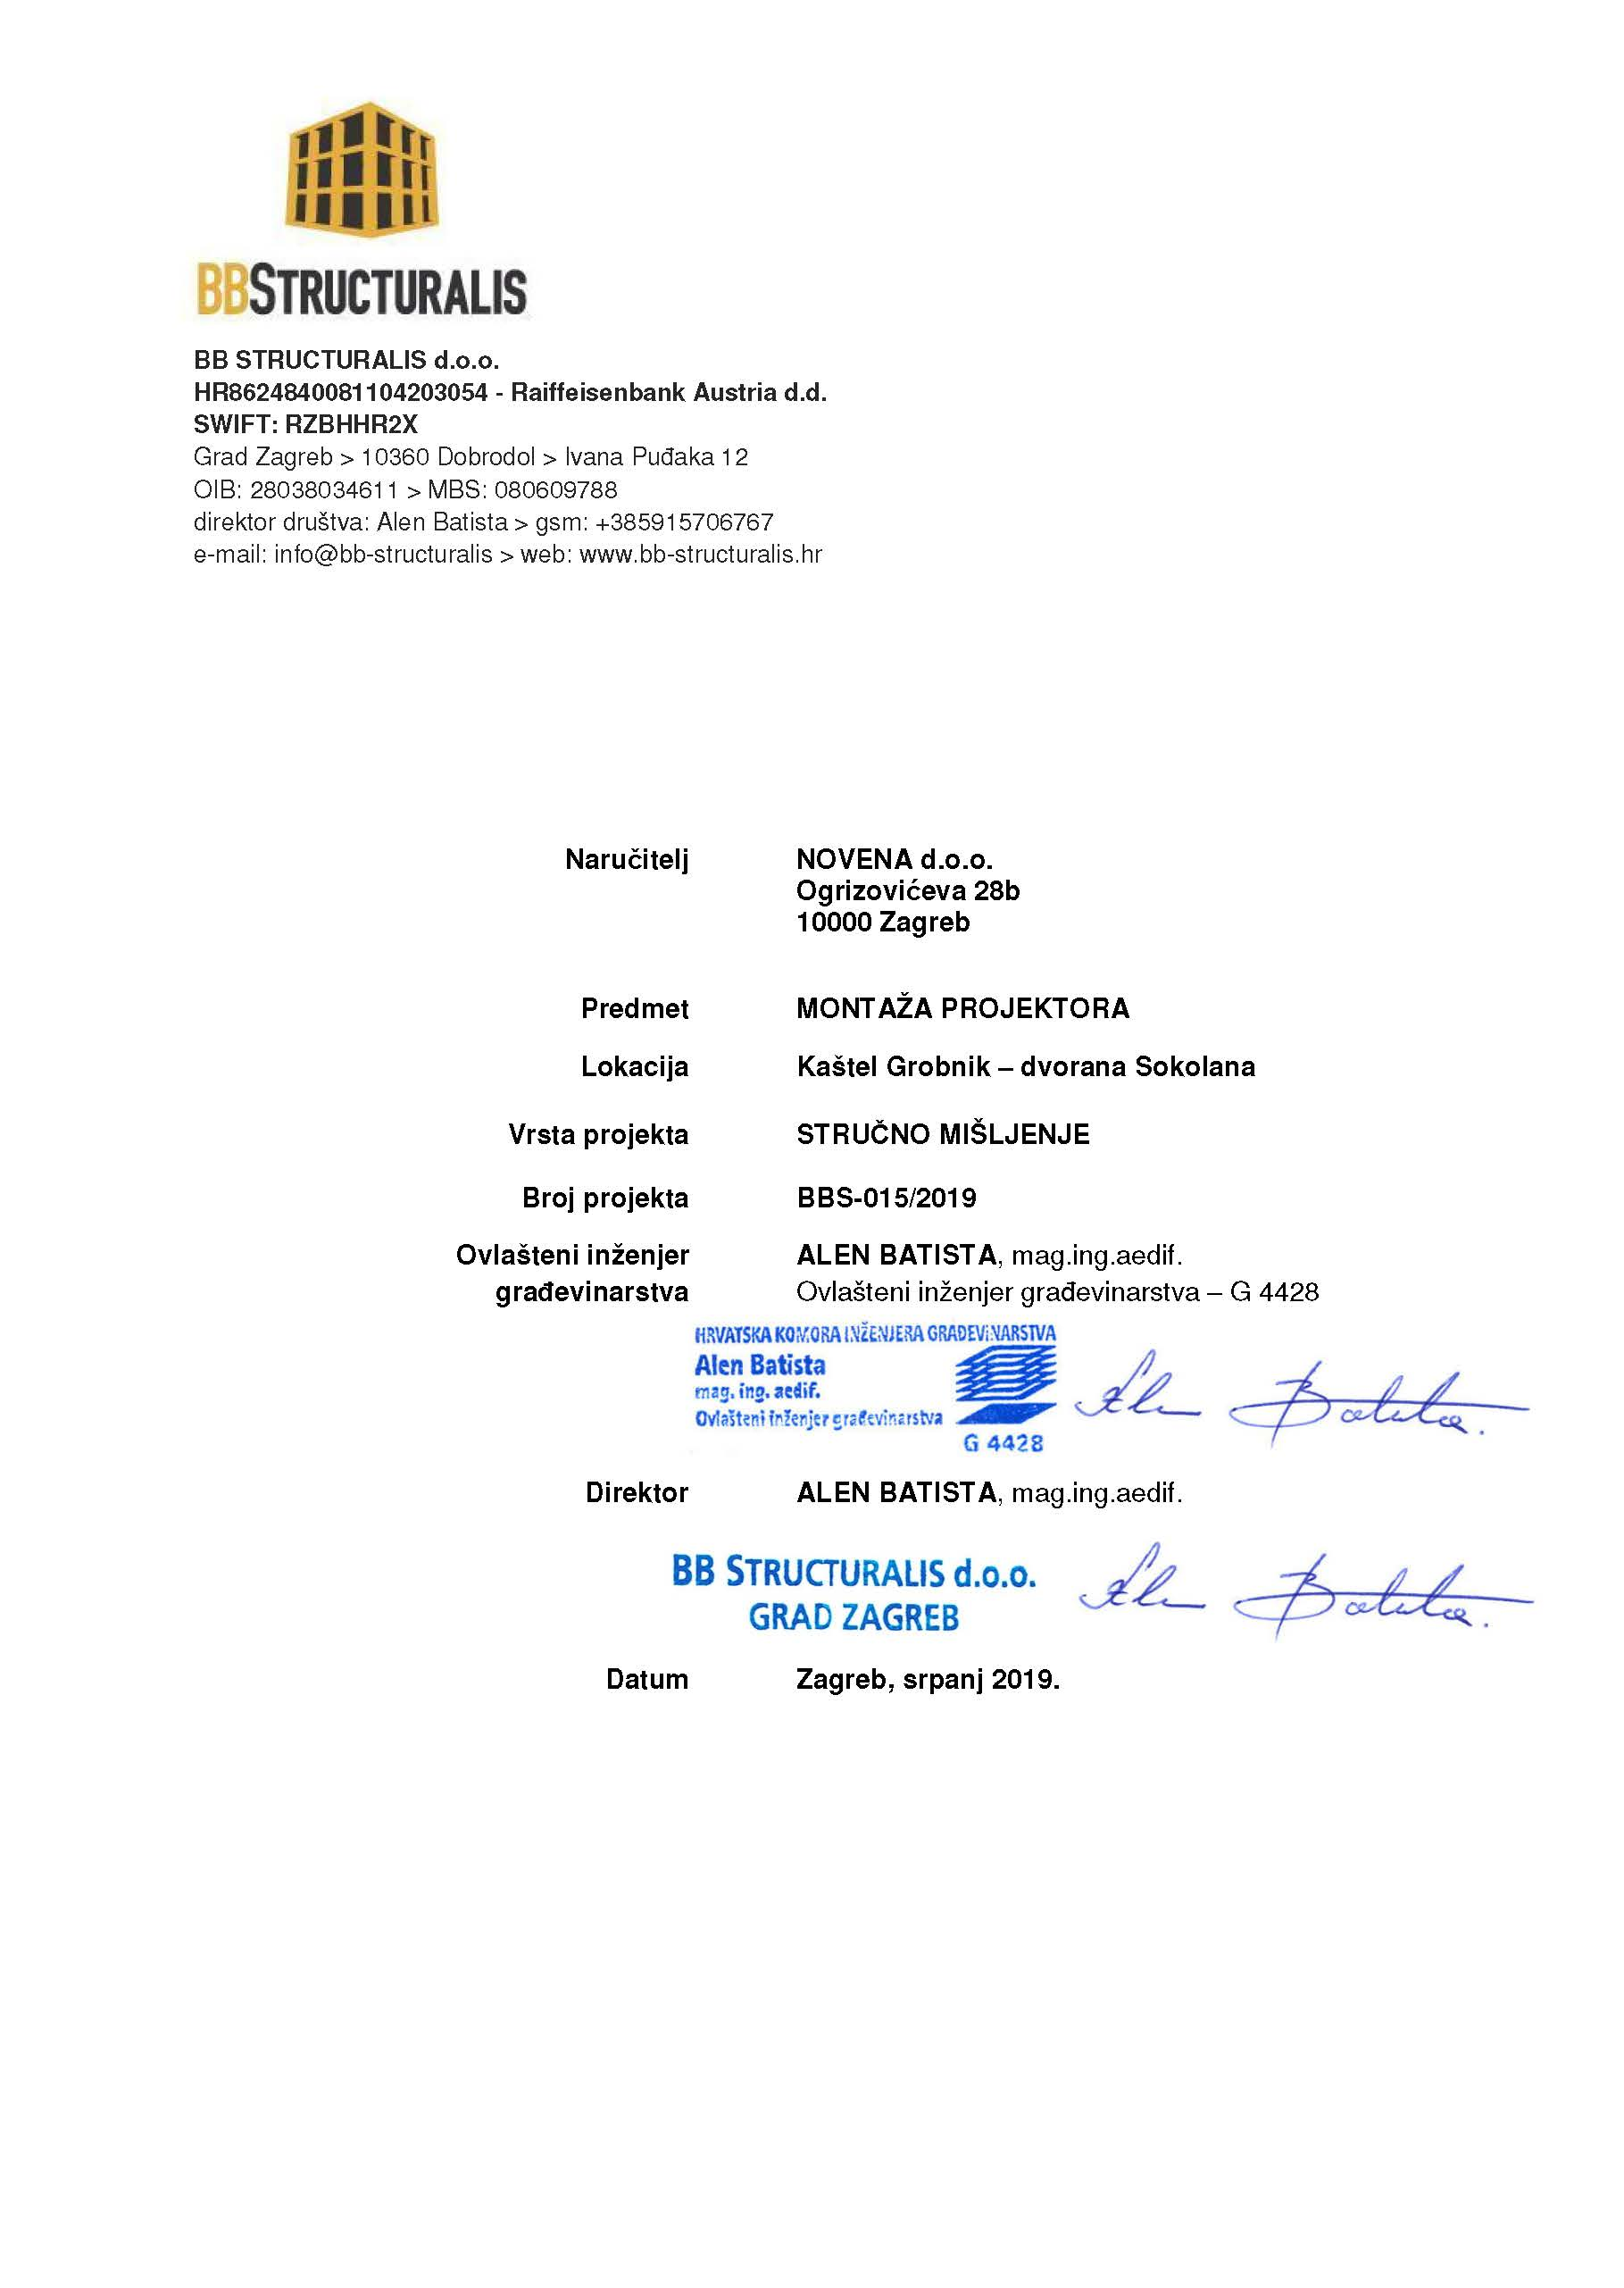 BBSTRUCTURALIS
BB STRUCTURALIS d.o.o.
HR8624840081104203054 - Raiffeisenbank Austria d.d.
SWIFT: RZBHHR2X
Grad Zagreb > 10360 Dobrodol > Ivana Puđaka 12
OIB: 28038034611 > MBS: 080609788
direktor društva: Alen Batista > gsm: +385915706767
e-mail: info@bb-structuralis > web: www.bb-structuralis.hr
Naručitelj NOVENA d.o.o.
Ogrizovićeva 28b
10000 Zagreb
Predmet MONTAŽA PROJEKTORA
Lokacija Kaštel Grobnik – dvorana Sokolana
Vrsta projekta STRUČNO MIŠLJENJE
Broj projekta BBS-015/2019
Ovlašteni inženjer ALEN BATISTA, mag.ing.aedif.
građevinarstva Ovlašteni inženjer građevinarstva – G 4428
HRVATSKA KOMORA INŽENJERA GRAĐEVINARSTVA
Alen Batista
mag. ing. aedif.
Ovlašteni inženjer građevinarstva
G 4428
Alen Batista.
Direktor ALEN BATISTA, mag.ing.aedif.
BB STRUCTURALIS d.o.o.
GRAD ZAGREB
Alen Batista.
Datum Zagreb, srpanj 2019.